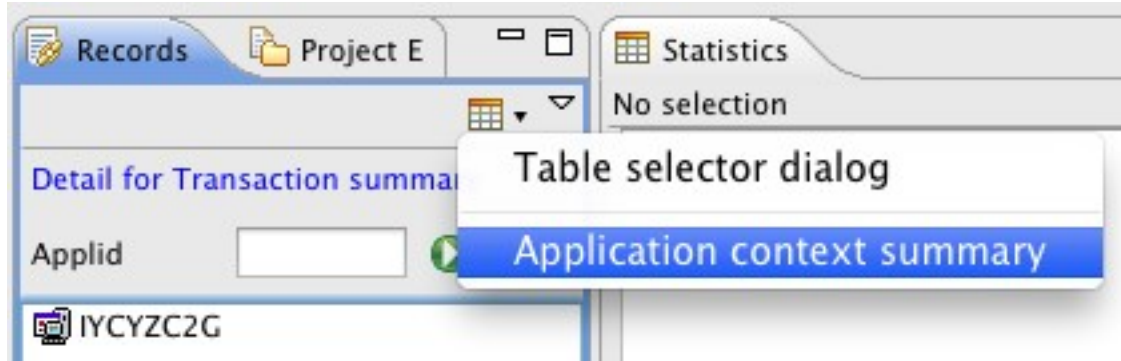 Records
Project E
Statistics
No selection
Table selector dialog
Detail for Transaction summa
Application context summary
Applid
IYCYZC2G